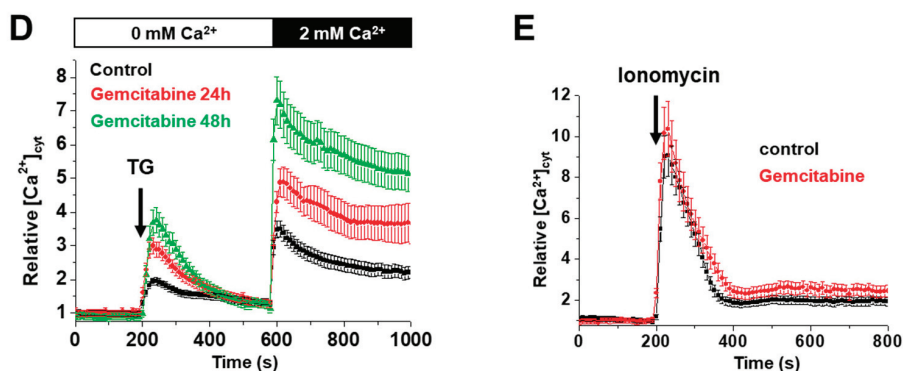 D
0 mM Ca²⁺ 2 mM Ca²⁺
Control
Gemcitabine 24h
Gemcitabine 48h
TG
Relative [Ca²⁺]cyt
8
7
6
5
4
3
2
1
0 200 400 600 800 1000
Time (s)
E
Ionomycin
control
Gemcitabine
Relative [Ca²⁺]cyt
12
10
8
6
4
2
0 200 400 600 800
Time (s)